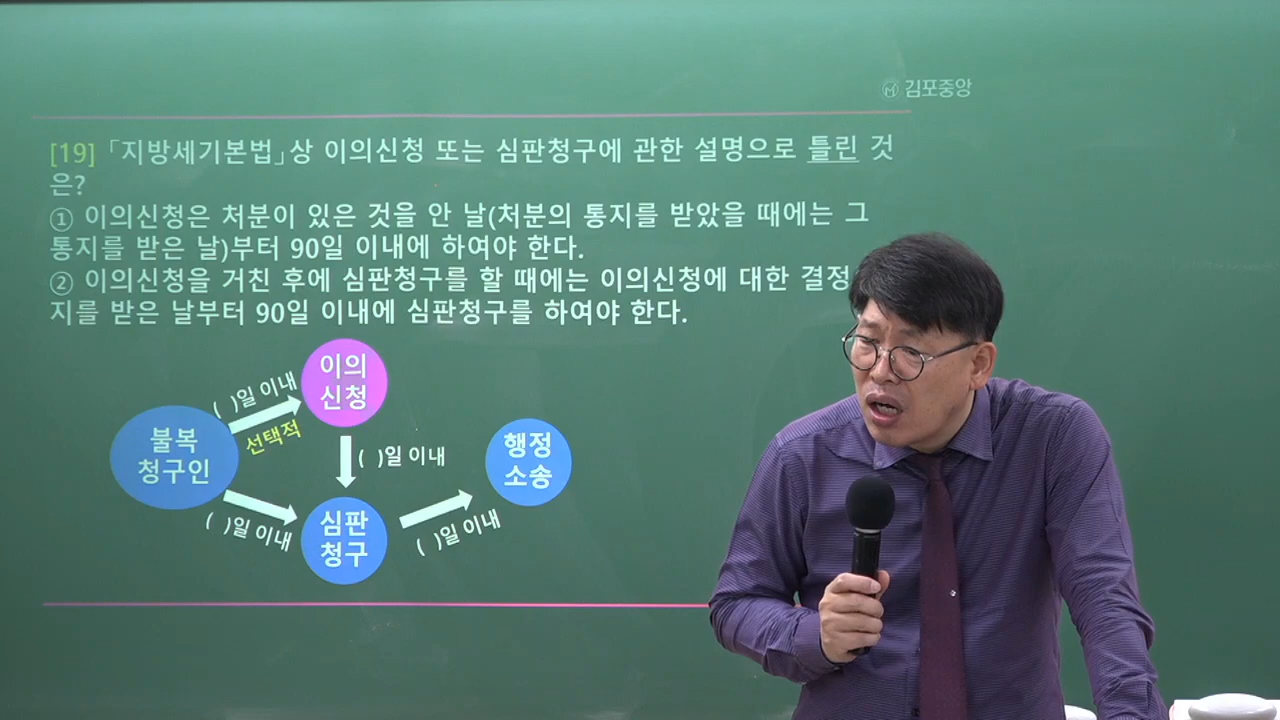 김포중앙
[19] 「지방세기본법」상 이의신청 또는 심판청구에 관한 설명으로 틀린 것
은?
① 이의신청은 처분이 있은 것을 안 날(처분의 통지를 받았을 때에는 그
통지를 받은 날)부터 90일 이내에 하여야 한다.
② 이의신청을 거친 후에 심판청구를 할 때에는 이의신청에 대한 결정
지를 받은 날부터 90일 이내에 심판청구를 하여야 한다.
이의
신청
( )일 이내
선택적
불복
청구인
( )일 이내
행정
소송
( )일 이내
심판
청구
( )일 이내